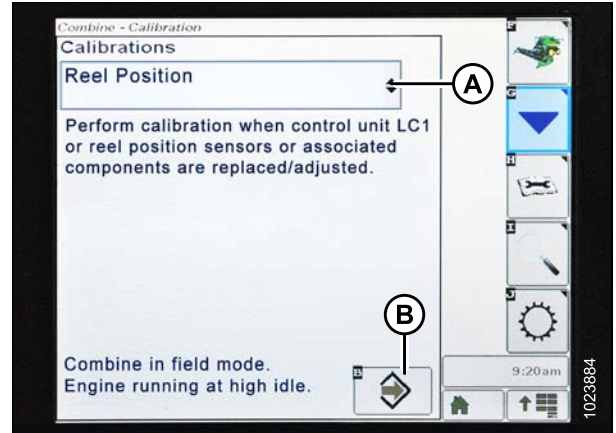 Combine - Calibration
Calibrations
Reel Position
A
Perform calibration when control unit LC1
or reel position sensors or associated
components are replaced/adjusted.
B
Combine in field mode.
Engine running at high idle.
B
F
G
H
I
J
9:20am
1023884